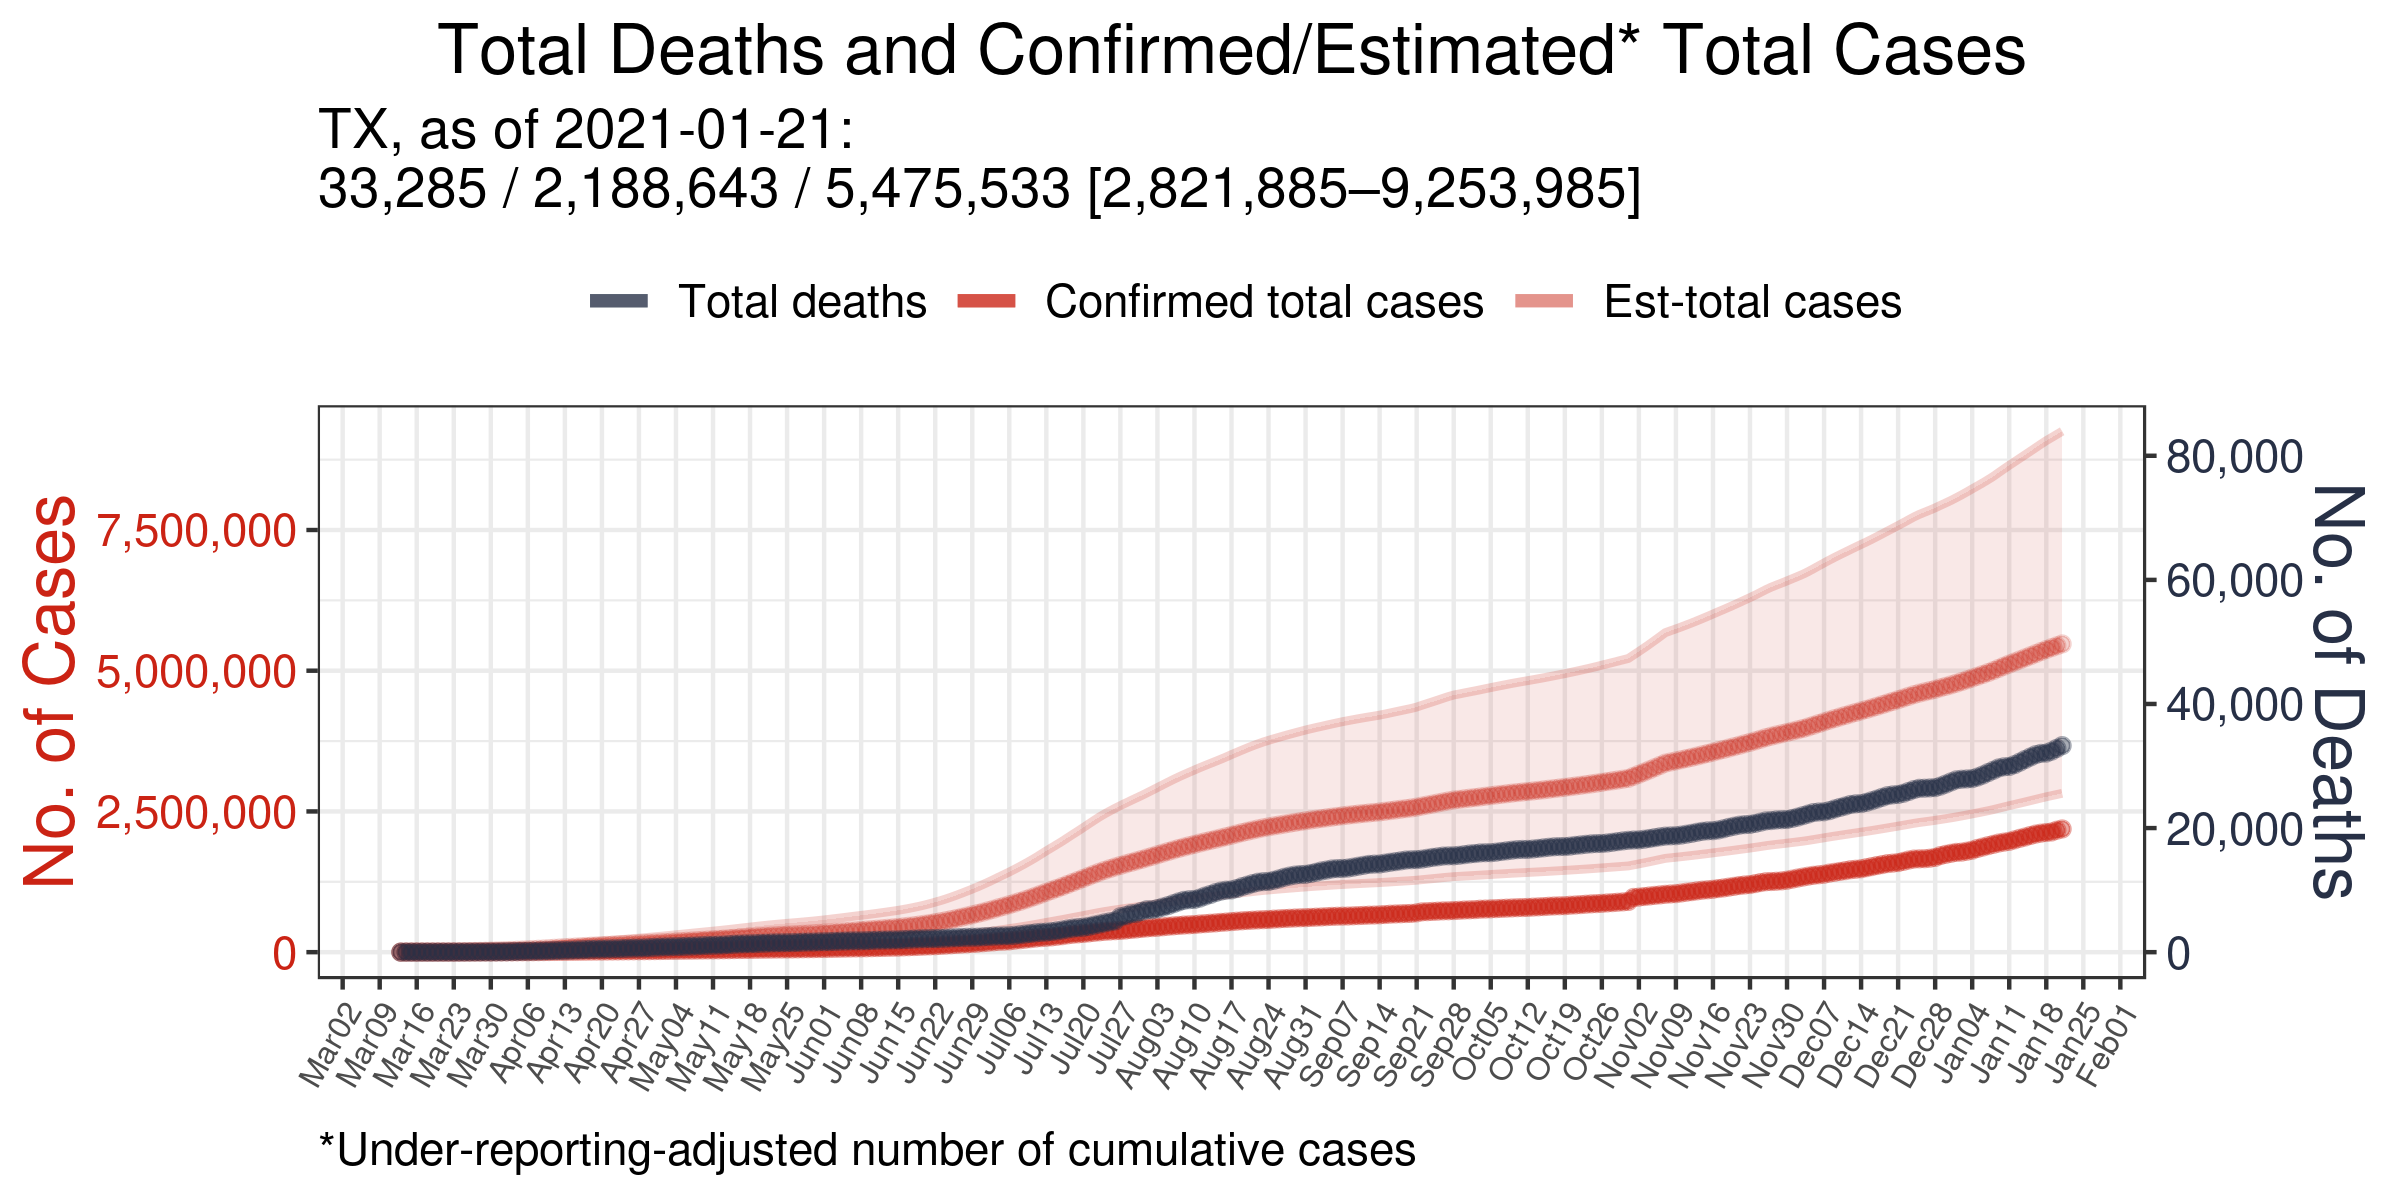 Total Deaths and Confirmed/Estimated* Total Cases
TX, as of 2021-01-21:
33,285 / 2,188,643 / 5,475,533 [2,821,885–9,253,985]
Total deaths
Confirmed total cases
Est-total cases
No. of Cases
7,500,000
5,000,000
2,500,000
0
80,000
60,000
40,000
20,000
0
No. of Deaths
Mar02
Mar09
Mar16
Mar23
Mar30
Apr06
Apr13
Apr20
Apr27
May04
May11
May18
May25
Jun01
Jun08
Jun15
Jun22
Jun29
Jul06
Jul13
Jul20
Jul27
Aug03
Aug10
Aug17
Aug24
Aug31
Sep07
Sep14
Sep21
Sep28
Oct05
Oct12
Oct19
Oct26
Nov02
Nov09
Nov16
Nov23
Nov30
Dec07
Dec14
Dec21
Dec28
Jan04
Jan11
Jan18
Jan25
Feb01
*Under-reporting-adjusted number of cumulative cases